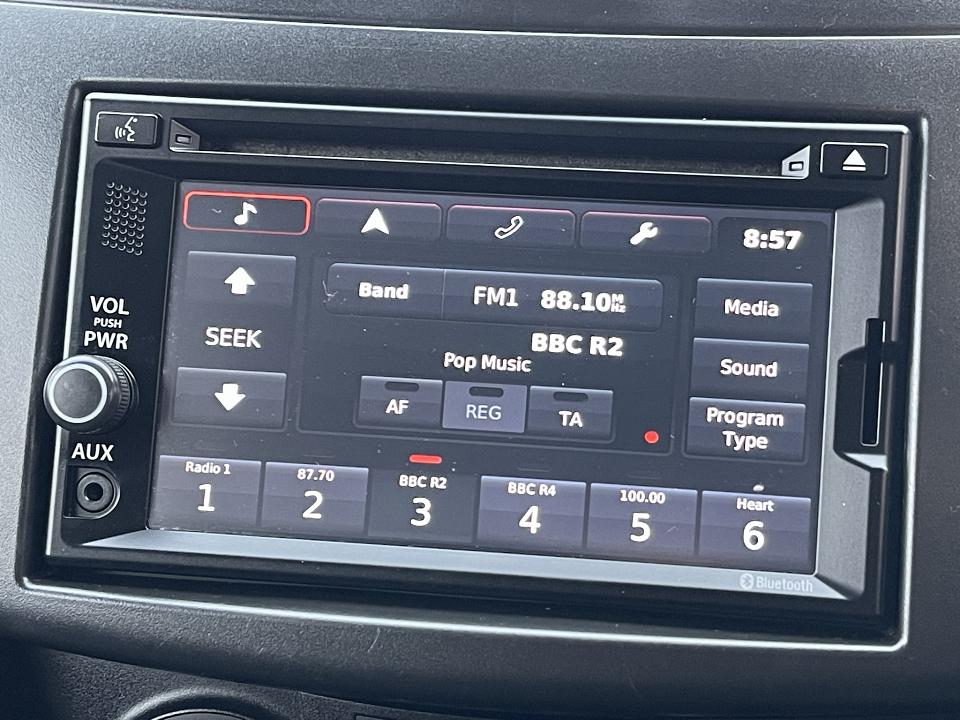 8:57
VOL
PUSH
PWR
AUX
SEEK
Band
FM1 88.10MHz
BBC R2
Pop Music
AF
REG
TA
Media
Sound
Program
Type
Radio 1
1
87.70
2
BBC R2
3
BBC R4
4
100.00
5
Heart
6
Bluetooth